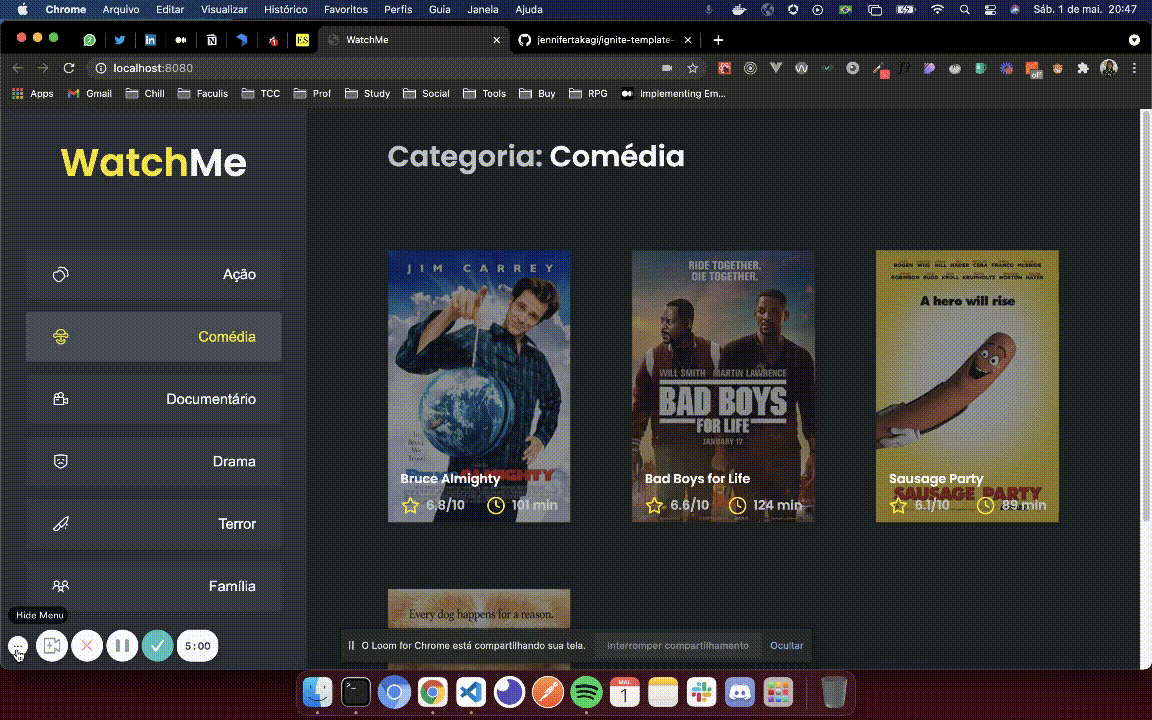 Chrome Arquivo Editar Visualizar Histórico Favoritos Perfis Guia Janela Ajuda Sáb. 1 de mai. 20:47
WatchMe jennifertakagi/ignite-template-
localhost:8080
Apps Gmail Chill Faculis TCC Prof Study Social Tools Buy RPG Implementing Em...
WatchMe
Ação
Comédia
Documentário
Drama
Terror
Família
Categoria: Comédia
JIM CARREY
Bruce Almighty
6.8/10 101 min
RIDE TOGETHER.
DIE TOGETHER.
WILL SMITH MARTIN LAWRENCE
BAD BOYS
FOR LIFE
JANUARY 17
Bad Boys for Life
6.6/10 124 min
A hero will rise
SAUSAGE PARTY
Sausage Party
6.1/10 89 min
Every dog happens for a reason.
Hide Menu
5:00
O Loom for Chrome está compartilhando sua tela. Interromper compartilhamento Ocultar
MAI.
1